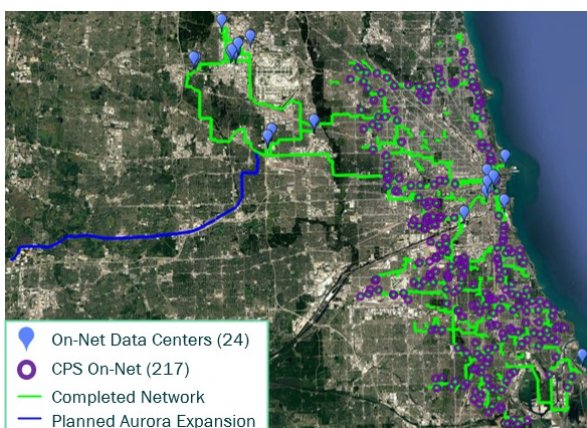 On-Net Data Centers (24)
CPS On-Net (217)
Completed Network
Planned Aurora Expansion